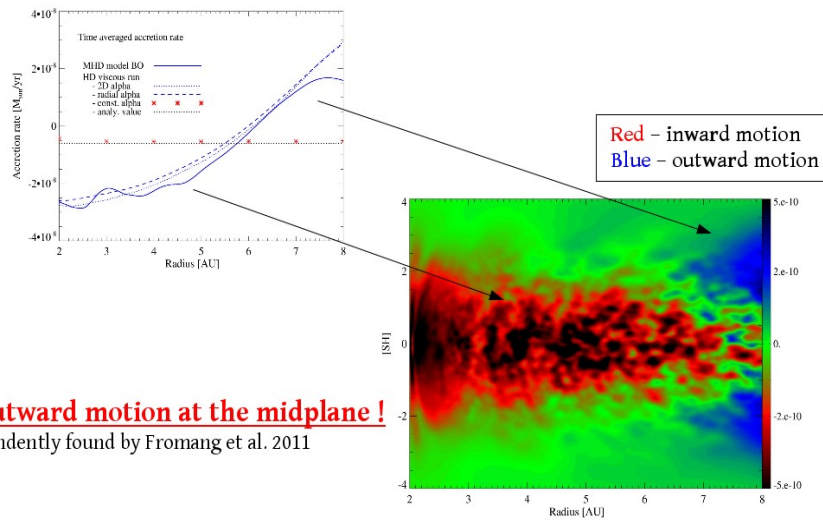 4•10⁻⁸
2•10⁻⁸
0
-2•10⁻⁸
-4•10⁻⁸
Accretion rate [M_sun/yr]
Time averaged accretion rate
MHD model BO
HD viscous run
- 2D alpha
- radial alpha
- const. alpha
- analy. value
2 3 4 5 6 7 8
Radius [AU]
Red – inward motion
Blue – outward motion
4
2
0
-2
-4
[SH]
2 3 4 5 6 7 8
Radius [AU]
5.e-10
2.e-10
0.
-2.e-10
-5.e-10
utward motion at the midplane !
ndently found by Fromang et al. 2011